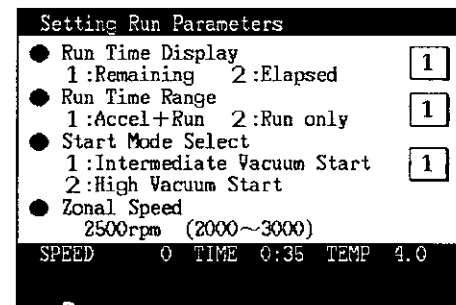 Setting Run Parameters
● Run Time Display
1:Remaining 2:Elapsed 1
● Run Time Range
1:Accel+Run 2:Run only 1
● Start Mode Select
1:Intermediate Vacuum Start 1
2:High Vacuum Start
● Zonal Speed
2500rpm (2000~3000)
SPEED 0 TIME 0:35 TEMP 4.0